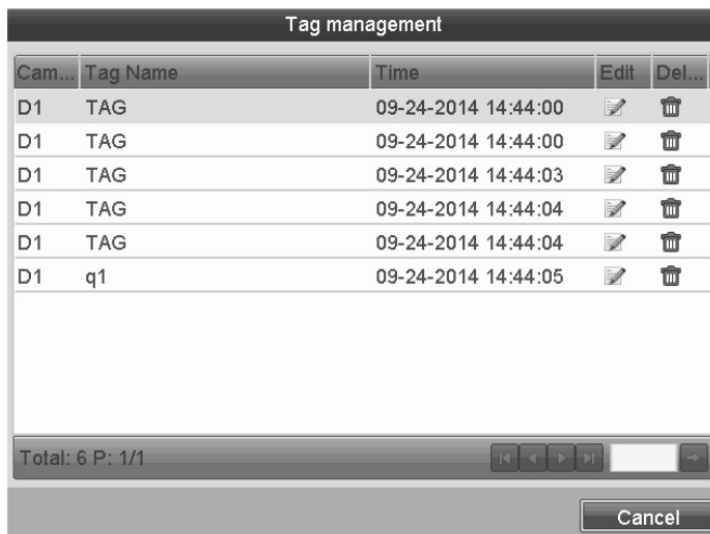 Tag management
Cam... Tag Name Time Edit Del...
D1 TAG 09-24-2014 14:44:00
D1 TAG 09-24-2014 14:44:00
D1 TAG 09-24-2014 14:44:03
D1 TAG 09-24-2014 14:44:04
D1 TAG 09-24-2014 14:44:04
D1 q1 09-24-2014 14:44:05
Total: 6 P: 1/1
Cancel